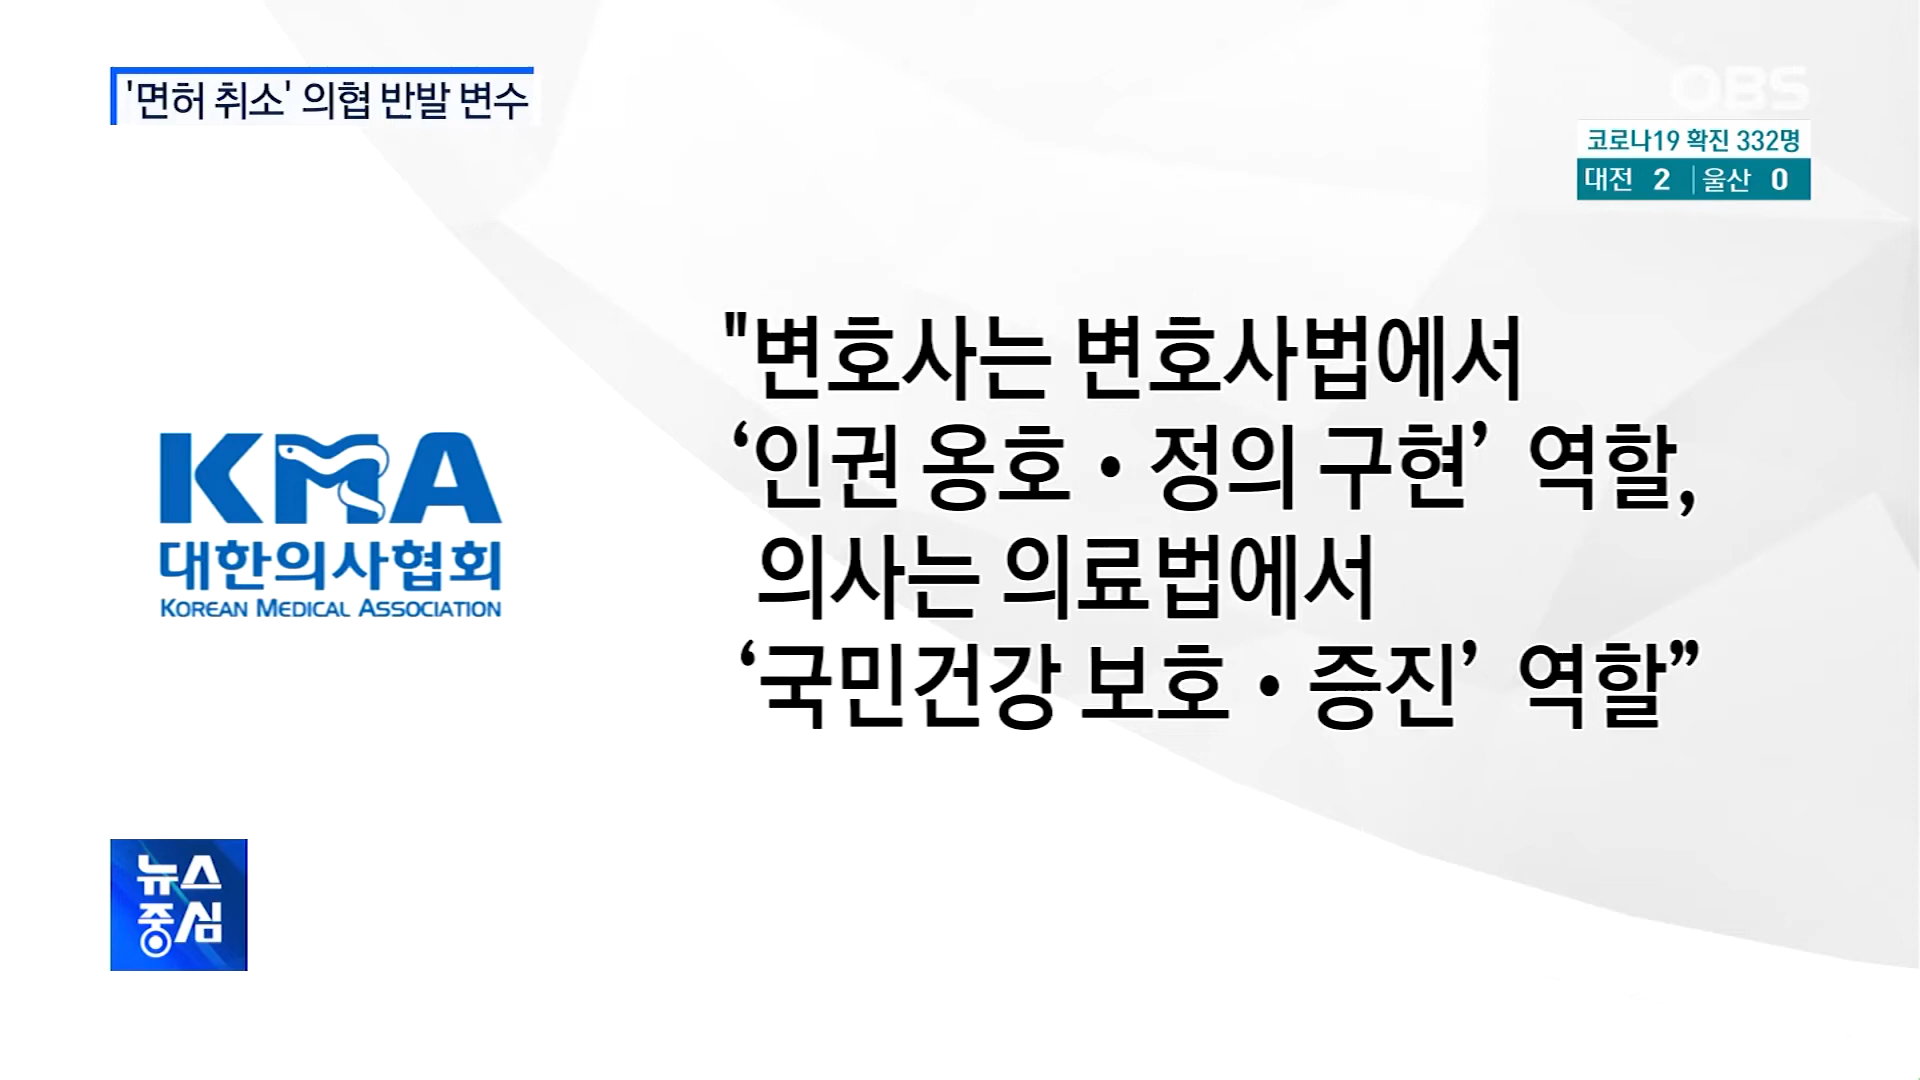 '면허 취소' 의협 반발 변수
OBS
코로나19 확진 332명
대전 2 울산 0
"변호사는 변호사법에서
‘인권 옹호·정의 구현’ 역할,
의사는 의료법에서
‘국민건강 보호·증진’ 역할”
KMA
대한의사협회
KOREAN MEDICAL ASSOCIATION
뉴스
중심